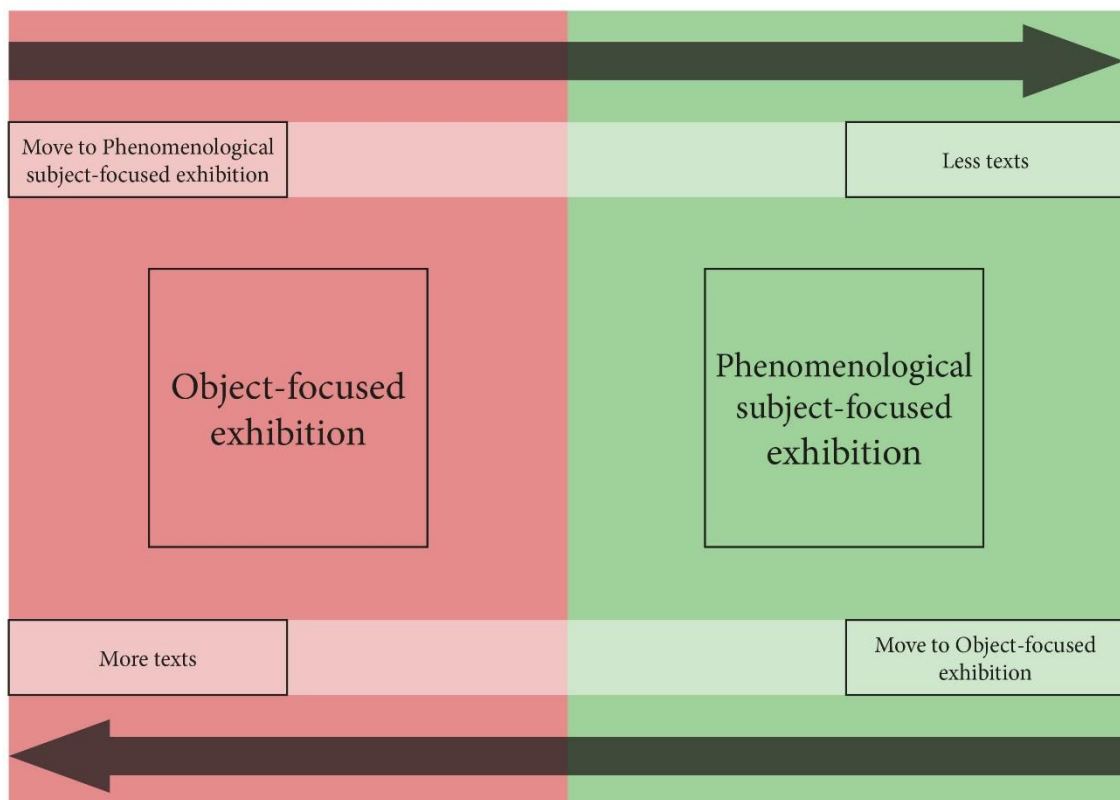 Move to Phenomenological
subject-focused exhibition
Less texts
Object-focused
exhibition
Phenomenological
subject-focused
exhibition
More texts
Move to Object-focused
exhibition